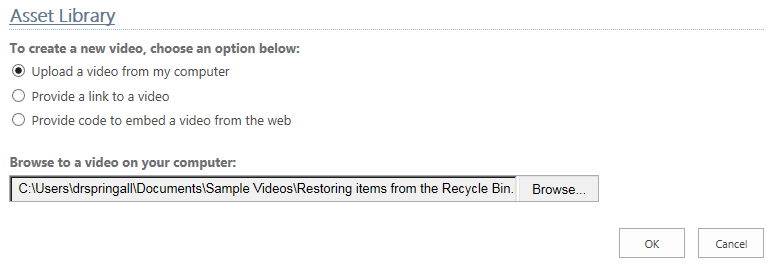 Asset Library
To create a new video, choose an option below:
Upload a video from my computer
Provide a link to a video
Provide code to embed a video from the web
Browse to a video on your computer:
C:\Users\drspringall\Documents\Sample Videos\Restoring items from the Recycle Bin. Browse...
OK Cancel